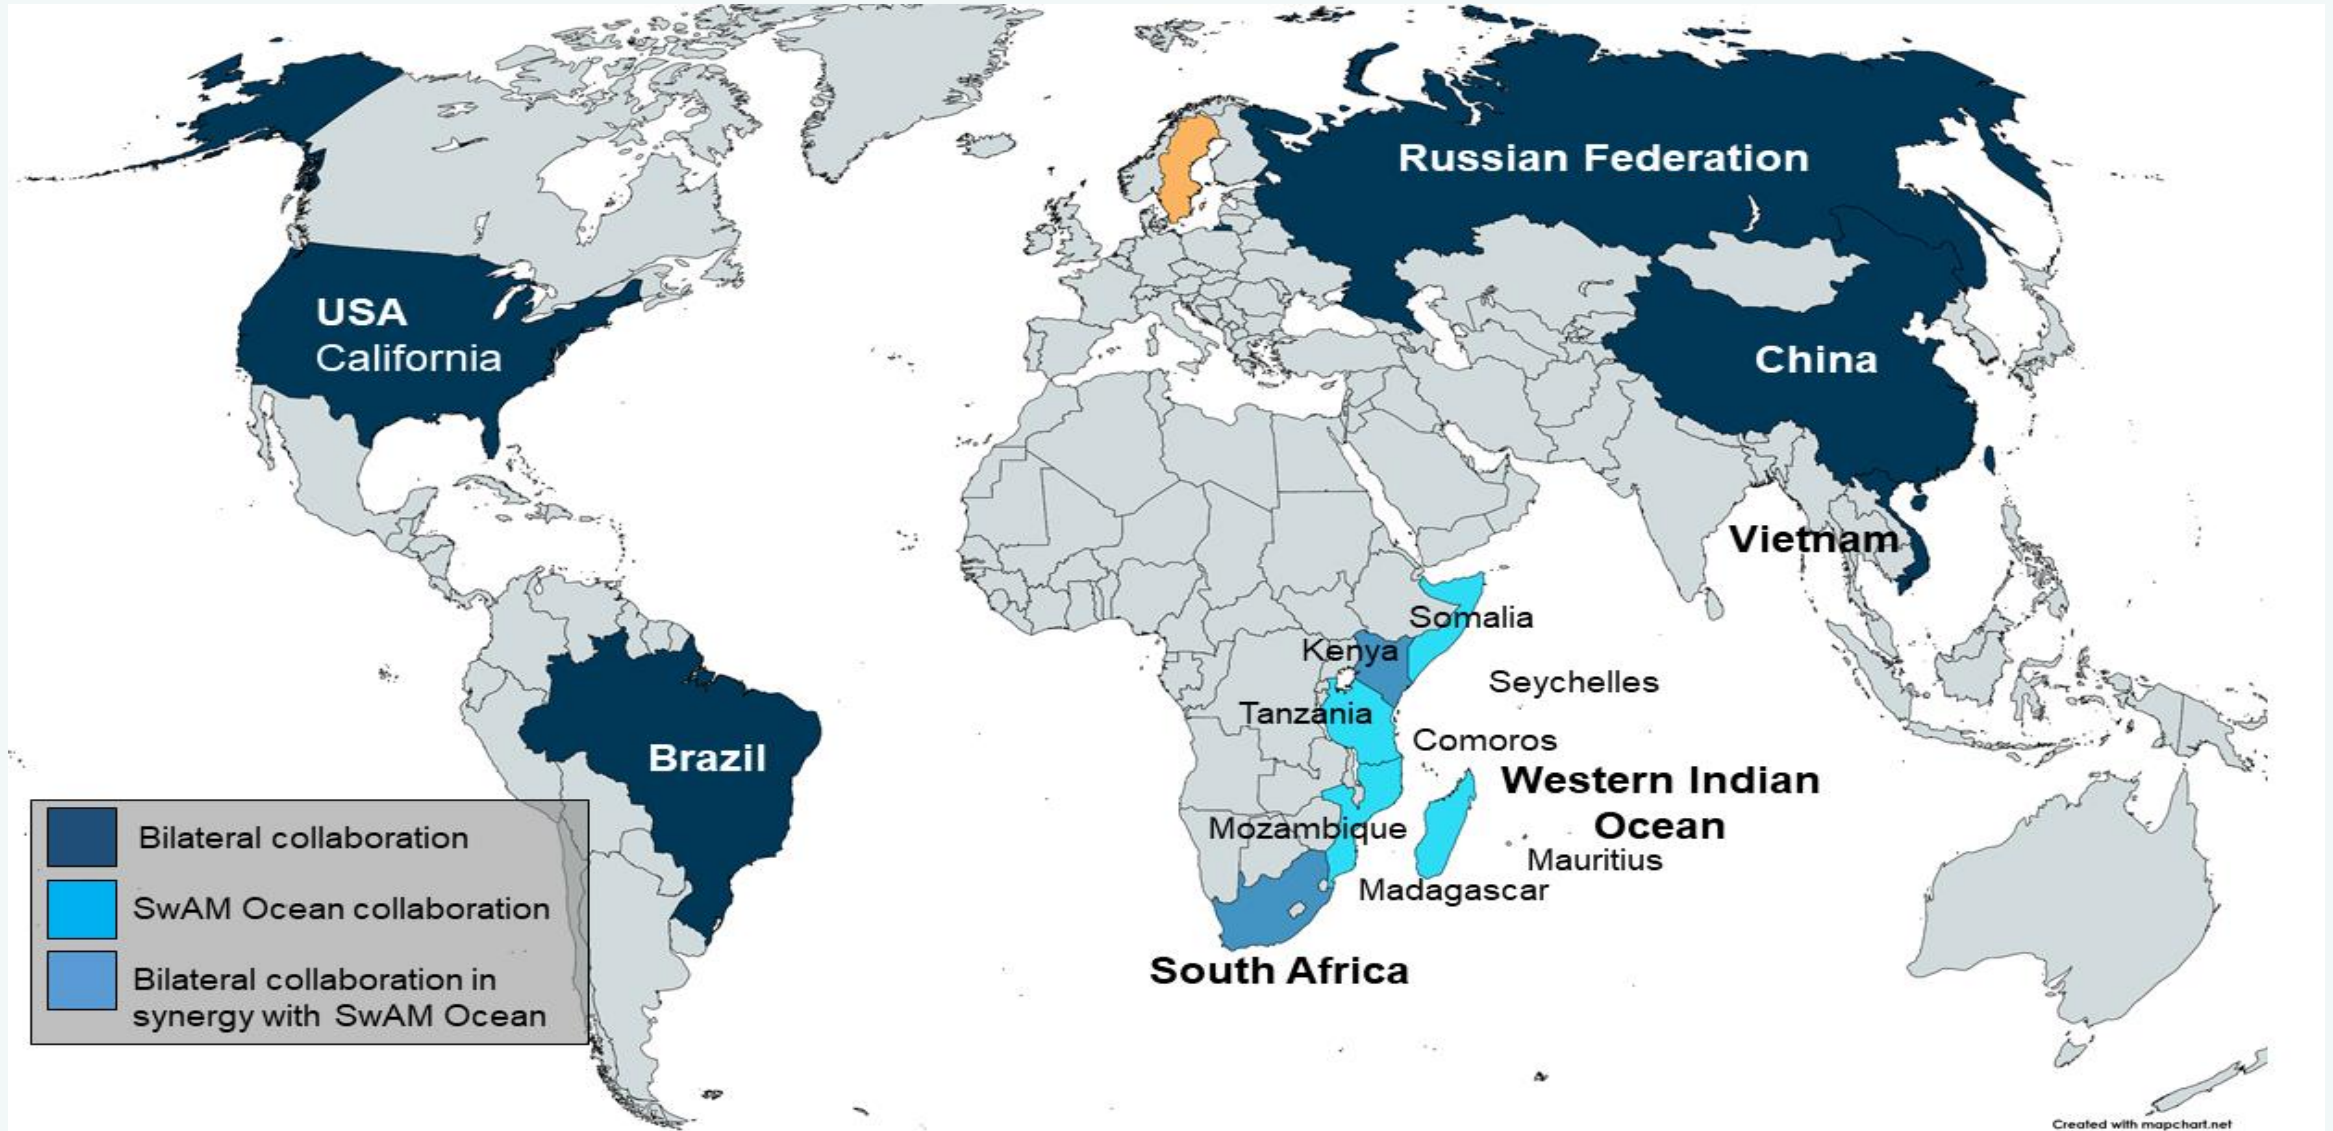 Russian Federation
USA
California
China
Vietnam
Somalia
Kenya
Seychelles
Tanzania
Comoros
Brazil
Western Indian
Ocean
Mozambique
Mauritius
Madagascar
South Africa
Bilateral collaboration
SwAM Ocean collaboration
Bilateral collaboration in
synergy with SwAM Ocean
Created with mapchart.net